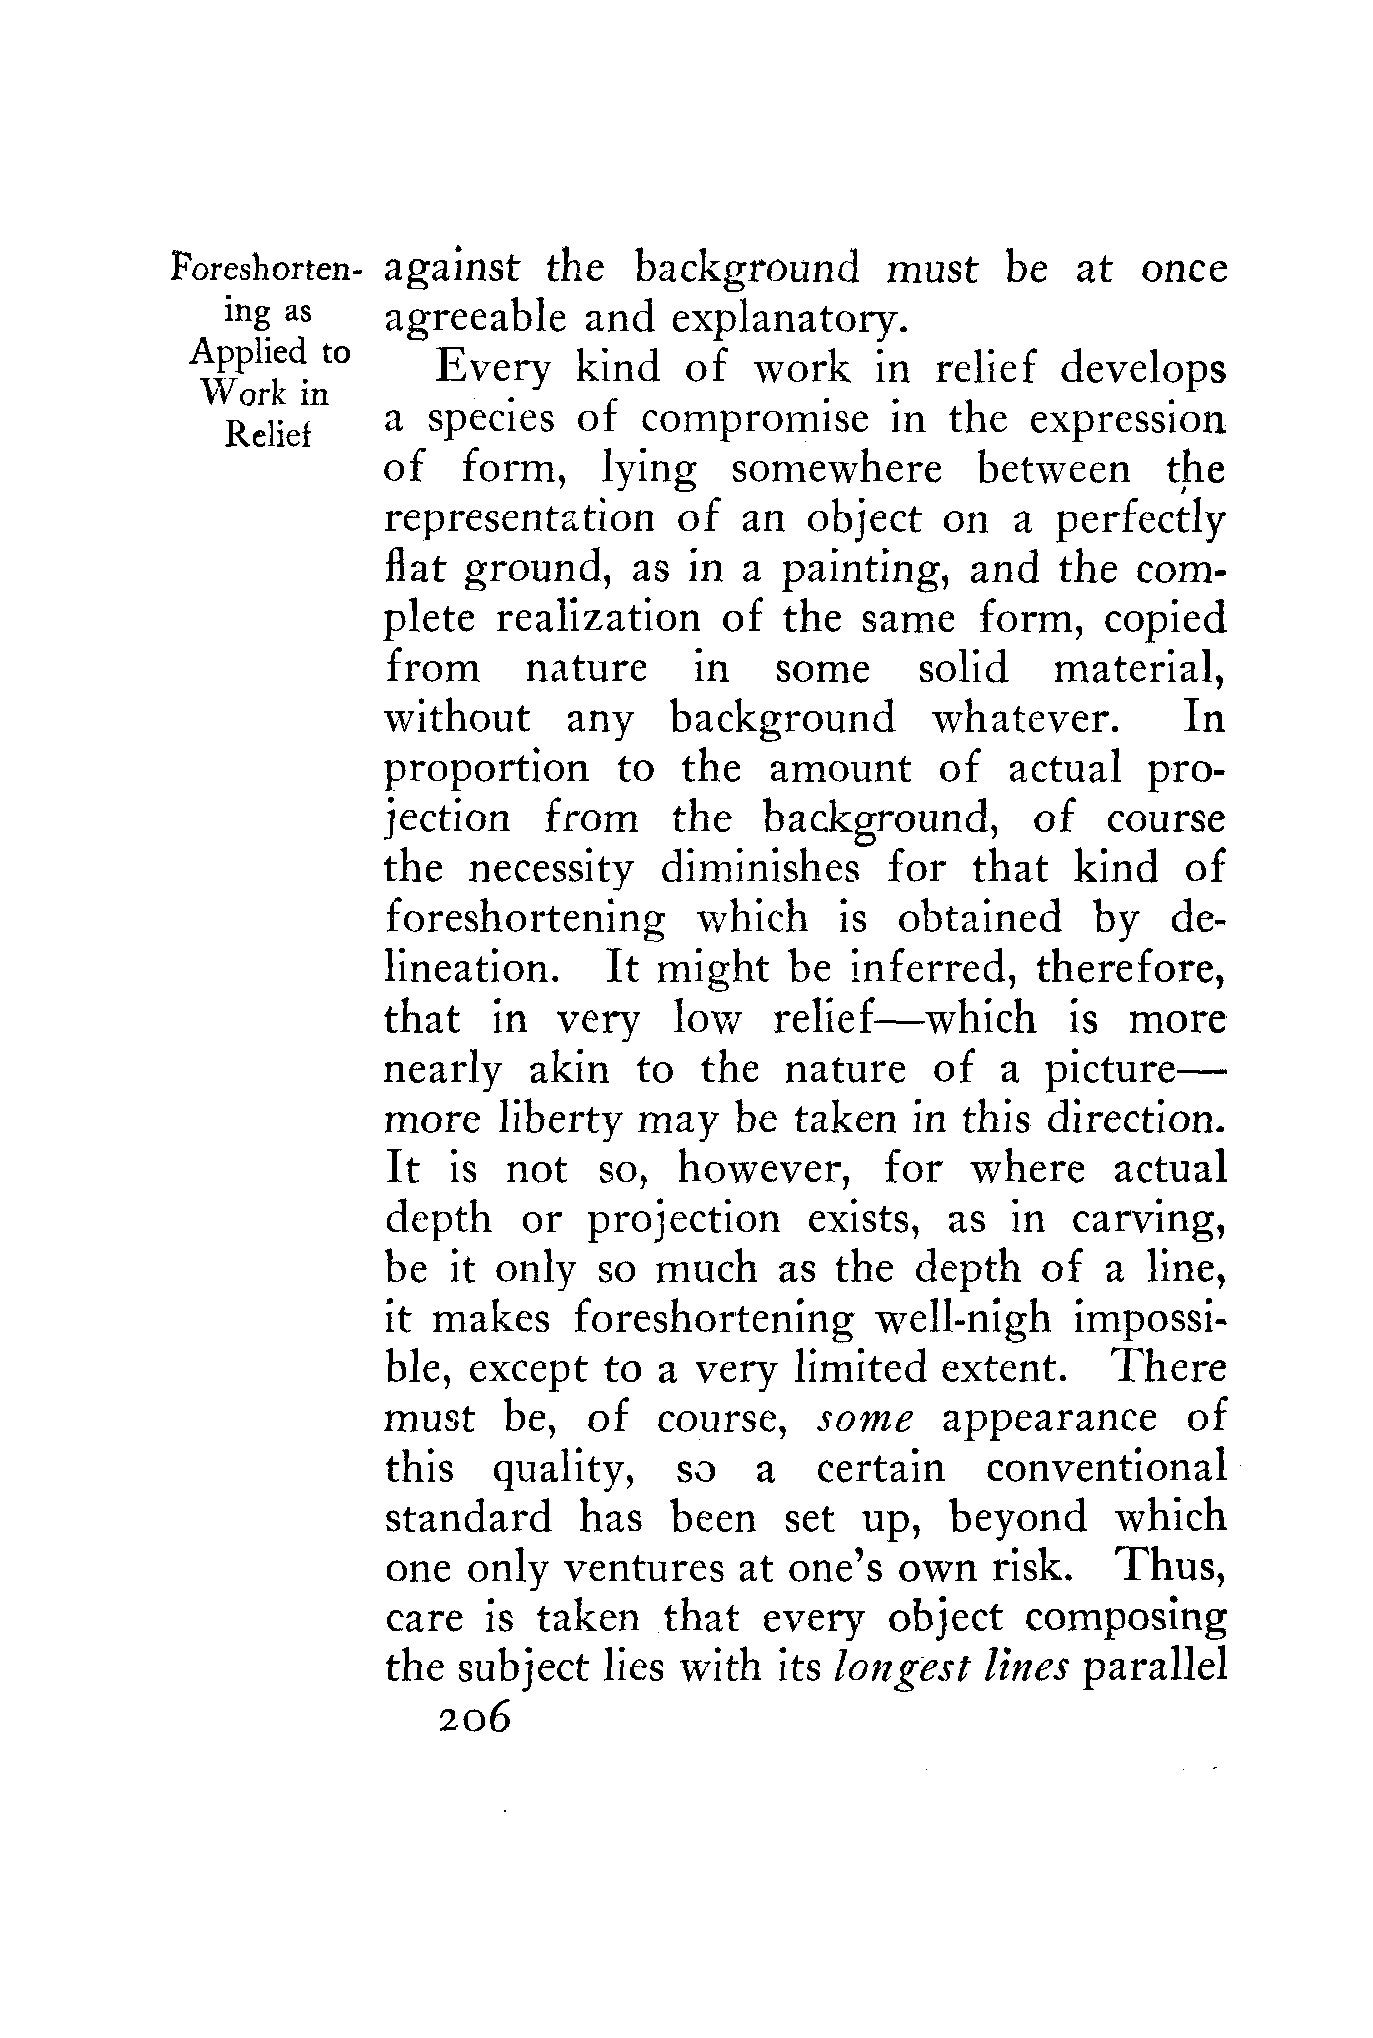 Foreshorten-
ing as
Applied to
Work in
Relief
against the background must be at once
agreeable and explanatory.
Every kind of work in relief develops
a species of compromise in the expression
of form, lying somewhere between the
representation of an object on a perfectly
flat ground, as in a painting, and the com-
plete realization of the same form, copied
from nature in some solid material,
without any background whatever. In
proportion to the amount of actual pro-
jection from the background, of course
the necessity diminishes for that kind of
foreshortening which is obtained by de-
lineation. It might be inferred, therefore,
that in very low relief—which is more
nearly akin to the nature of a picture—
more liberty may be taken in this direction.
It is not so, however, for where actual
depth or projection exists, as in carving,
be it only so much as the depth of a line,
it makes foreshortening well-nigh impossi-
ble, except to a very limited extent. There
must be, of course, some appearance of
this quality, so a certain conventional
standard has been set up, beyond which
one only ventures at one's own risk. Thus,
care is taken that every object composing
the subject lies with its longest lines parallel
206